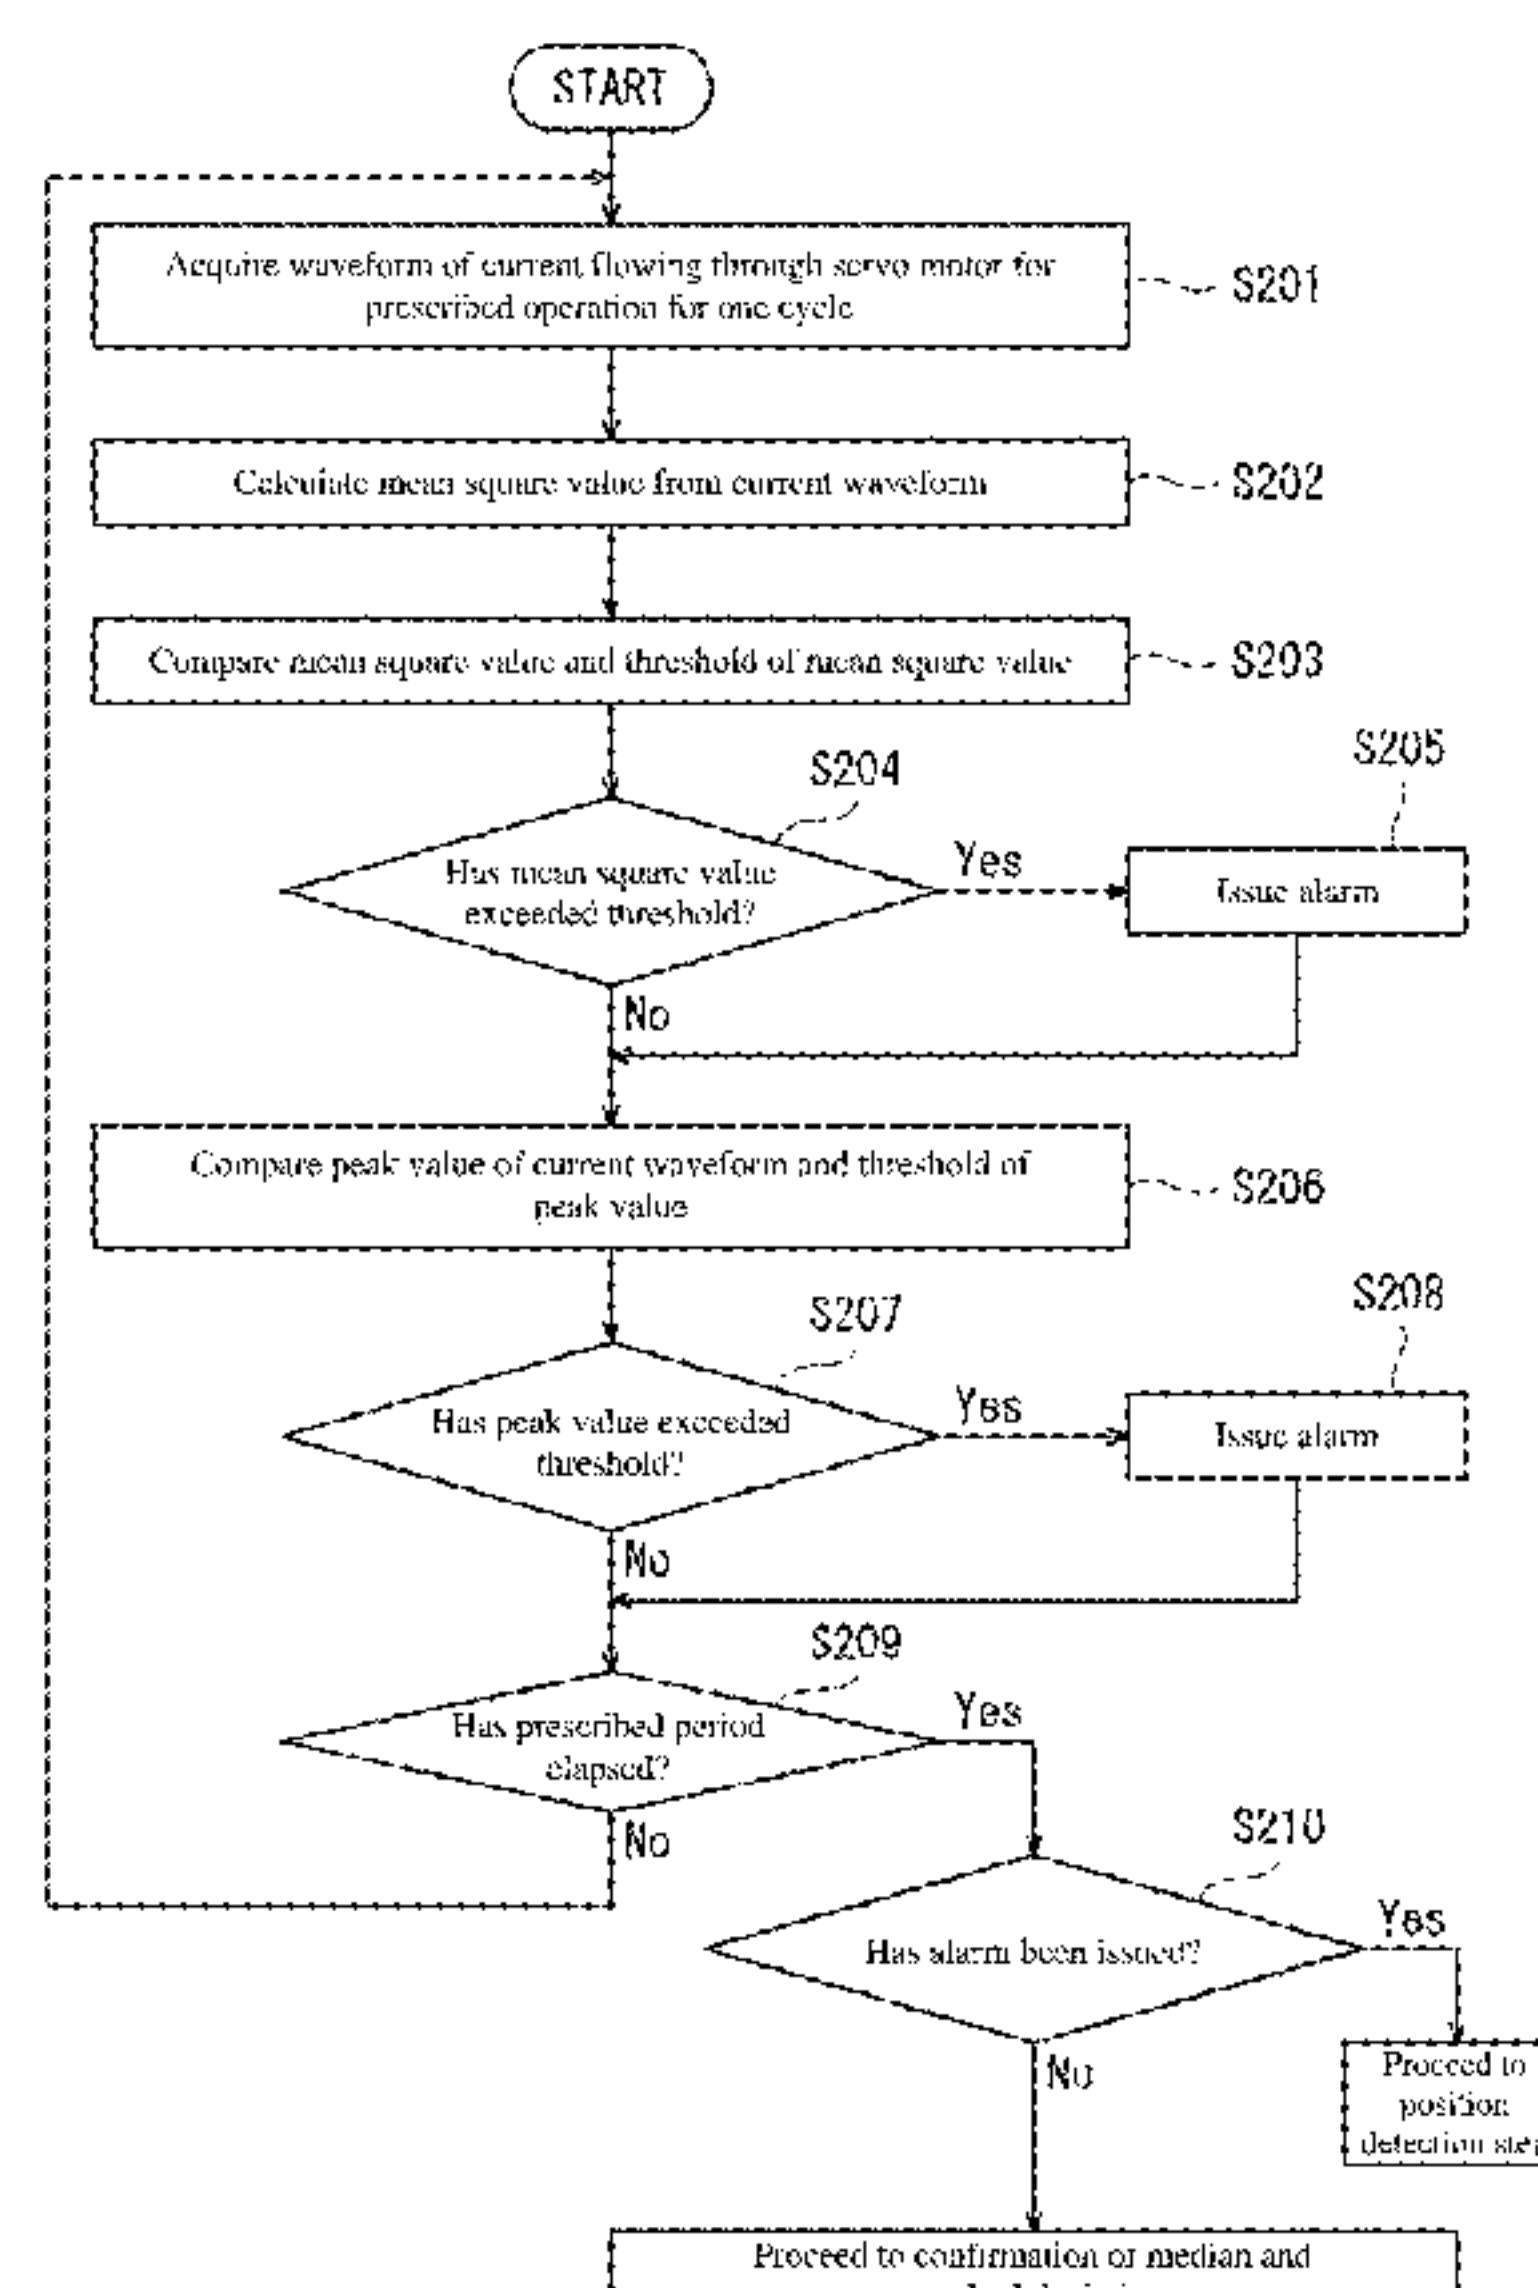 START
Acquire waveform of current flowing through servo motor for
prescribed operation for one cycle
S201
Calculate mean square value from current waveform
S202
Compare mean square value and threshold of mean square value
S203
S204
S205
Has mean square value
exceeded threshold?
Yes
Issue alarm
No
Compare peak value of current waveform and threshold of
peak value
S206
S207
S208
Has peak value exceeded
threshold?
Yes
Issue alarm
No
S209
Has prescribed period
elapsed?
Yes
No
S210
Has alarm been issued?
Yes
No
Proceed to
position
detection
Proceed to confirmation of median and